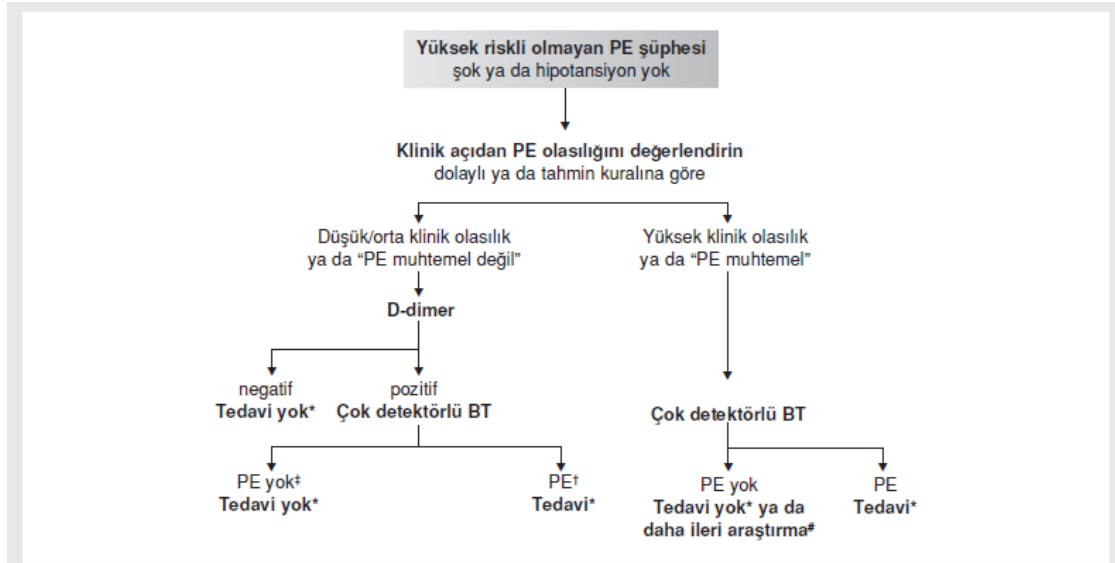 Yüksek riskli olmayan PE şüphesi
şok ya da hipotansiyon yok
Klinik açıdan PE olasılığını değerlendirin
dolaylı ya da tahmin kuralına göre
Düşük/orta klinik olasılık
ya da “PE muhtemel değil”
Yüksek klinik olasılık
ya da “PE muhtemel”
D-dimer
negatif
Tedavi yok*
pozitif
Çok detektörlü BT
Çok detektörlü BT
PE yok‡
Tedavi yok*
PE†
Tedavi*
PE yok
Tedavi yok* ya da
daha ileri araştırma#
PE
Tedavi*